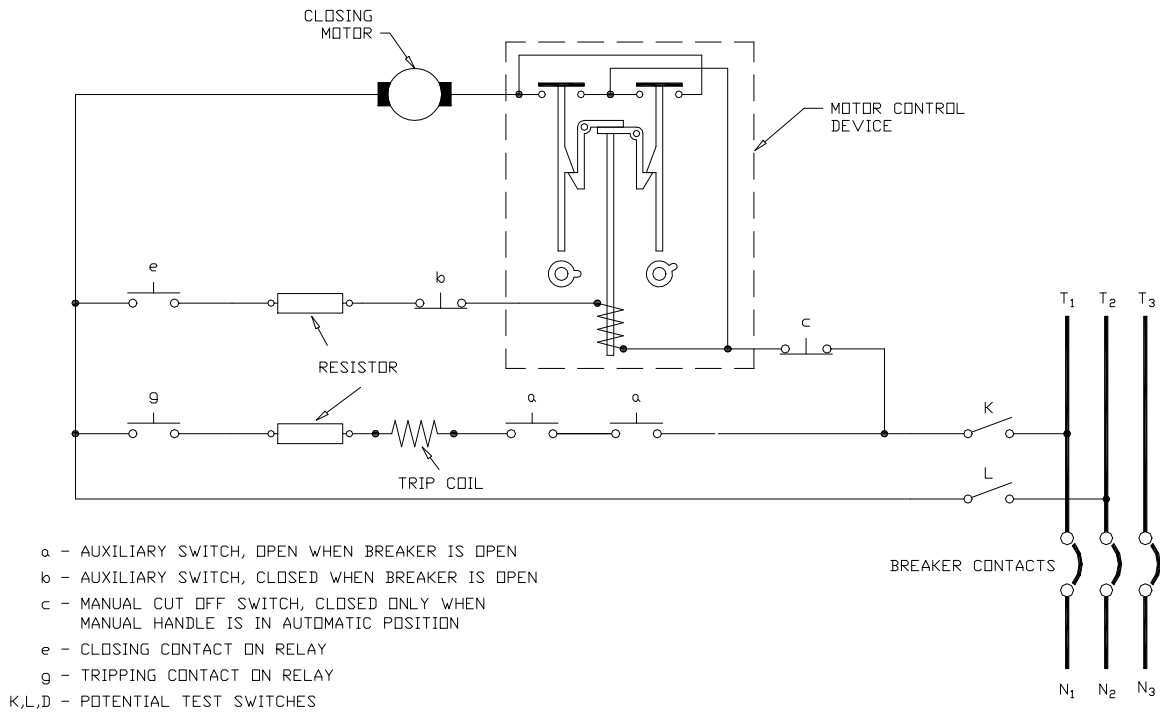 CLOSING
MOTOR
MOTOR CONTROL
DEVICE
e
b
T1
T2
T3
c
RESISTOR
g
a
a
K
TRIP COIL
L
a - AUXILIARY SWITCH, OPEN WHEN BREAKER IS OPEN
BREAKER CONTACTS
b - AUXILIARY SWITCH, CLOSED WHEN BREAKER IS OPEN
c - MANUAL CUT OFF SWITCH, CLOSED ONLY WHEN
MANUAL HANDLE IS IN AUTOMATIC POSITION
e - CLOSING CONTACT ON RELAY
g - TRIPPING CONTACT ON RELAY
K,L,D - POTENTIAL TEST SWITCHES
N1
N2
N3